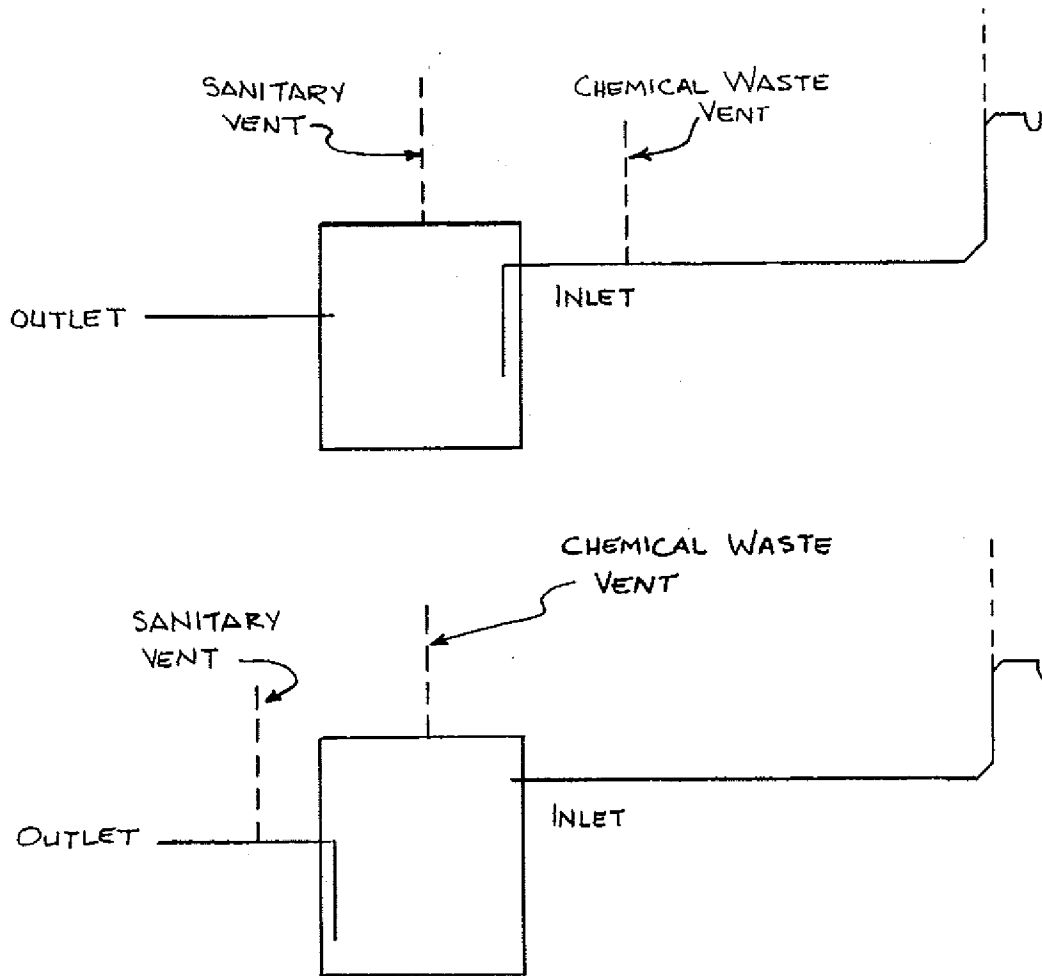 SANITARY
VENT
CHEMICAL WASTE
VENT
INLET
OUTLET
CHEMICAL WASTE
VENT
SANITARY
VENT
INLET
OUTLET